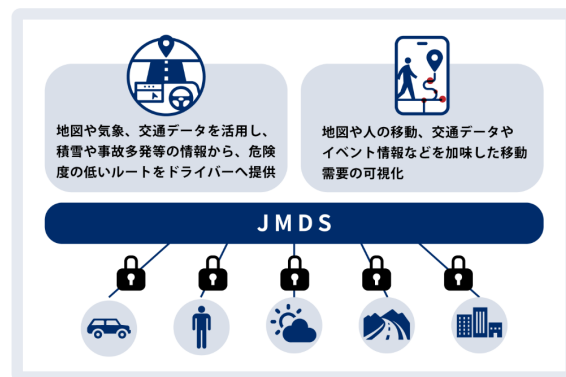 地図や気象、交通データを活用し、
積雪や事故多発等の情報から、危険
度の低いルートをドライバーへ提供
地図や人の移動、交通データや
イベント情報などを加味した移動
需要の可視化
JMDS